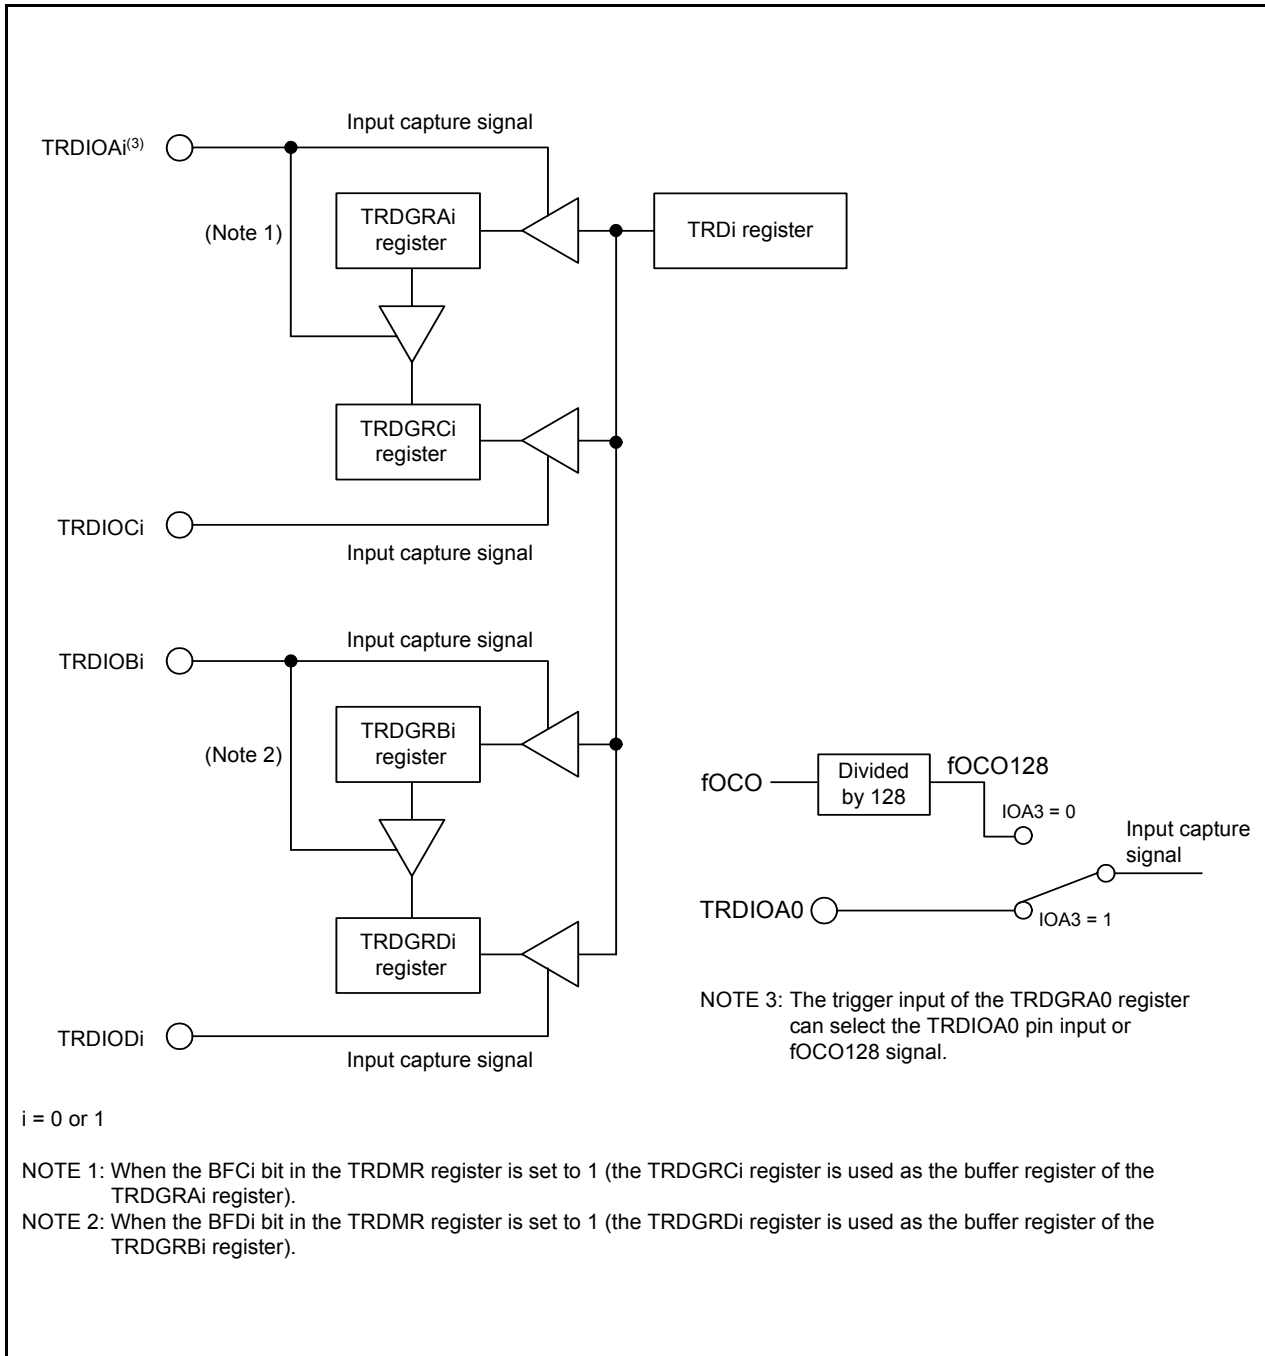 Input capture signal
TRDIOAi(3)
TRDGRAi
register
TRDi register
(Note 1)
TRDGRCi
register
TRDIOCi
Input capture signal
Input capture signal
TRDIOBi
TRDGRBi
register
(Note 2)
TRDGRDi
register
TRDIODi
Input capture signal
fOCO
Divided
by 128
fOCO128
IOA3 = 0
Input capture
signal
TRDIOA0
IOA3 = 1
NOTE 3: The trigger input of the TRDGRA0 register
can select the TRDIOA0 pin input or
fOCO128 signal.
i = 0 or 1
NOTE 1: When the BFCi bit in the TRDMR register is set to 1 (the TRDGRCi register is used as the buffer register of the
TRDGRAi register).
NOTE 2: When the BFDi bit in the TRDMR register is set to 1 (the TRDGRDi register is used as the buffer register of the
TRDGRBi register).